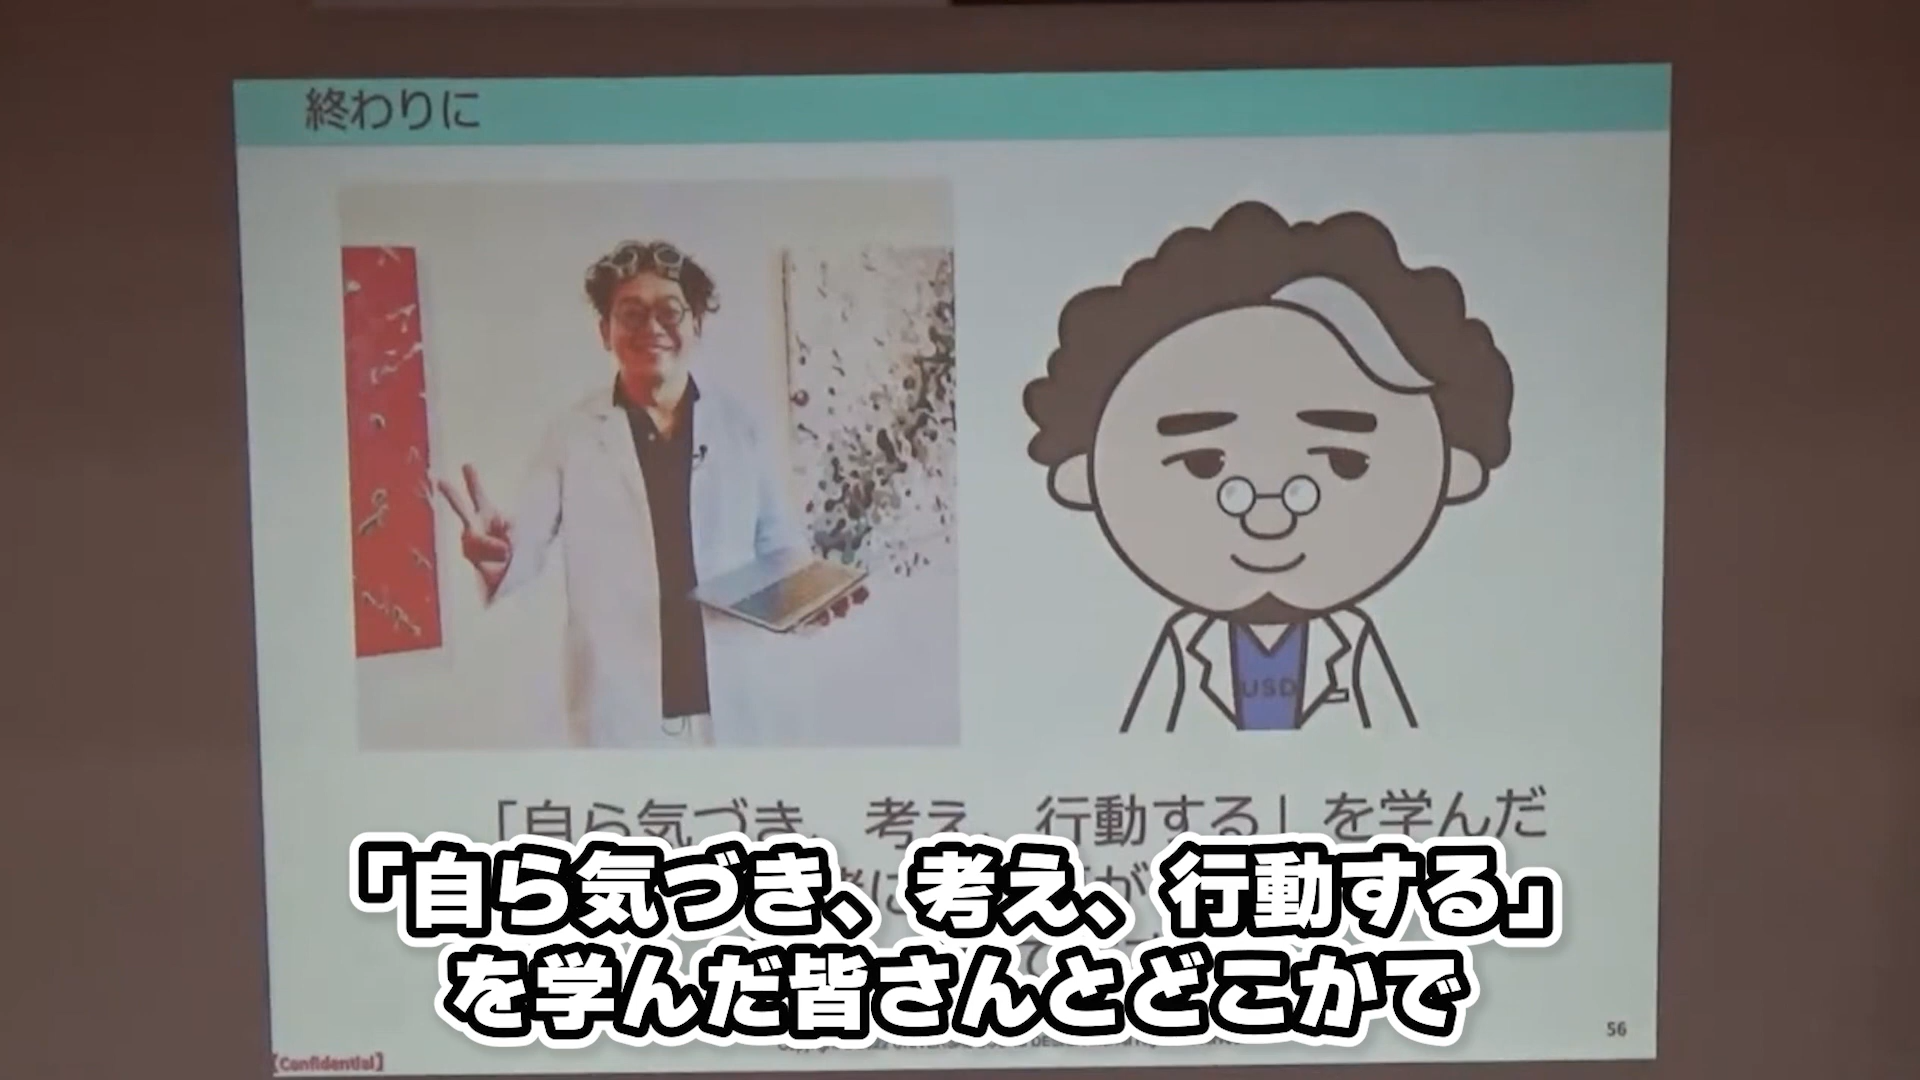 終わりに
USD
「自ら気づき、考え、行動する」を学んだ
「自ら気づき、考え、行動する」
を学んだ皆さんとどこかで
56
【Confidential】